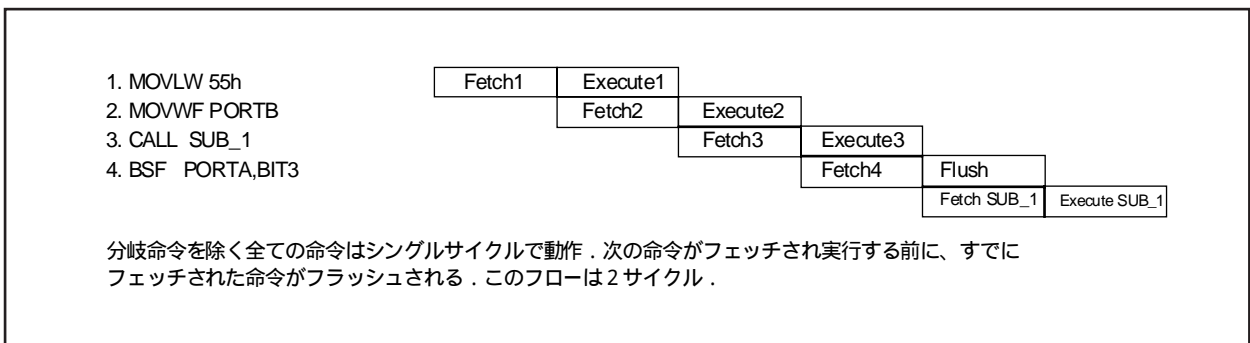 1. MOVLW 55h Fetch1 Execute1
2. MOVWF PORTB Fetch2 Execute2
3. CALL SUB_1 Fetch3 Execute3
4. BSF PORTA,BIT3 Fetch4 Flush
Fetch SUB_1 Execute SUB_1
分岐命令を除く全ての命令はシングルサイクルで動作．次の命令がフェッチされ実行する前に、すでに
フェッチされた命令がフラッシュされる．このフローは2サイクル．